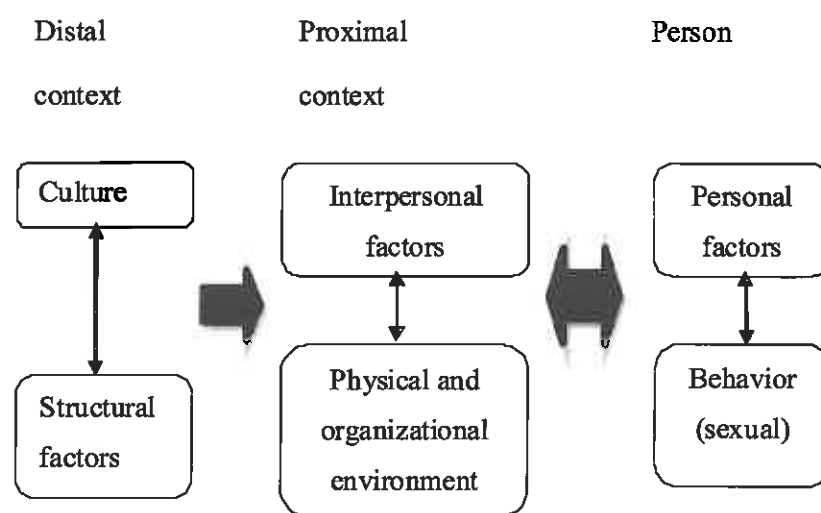 Distal
context
Proximal
context
Person
Culture
Structural
factors
Interpersonal
factors
Physical and
organizational
environment
Personal
factors
Behavior
(sexual)